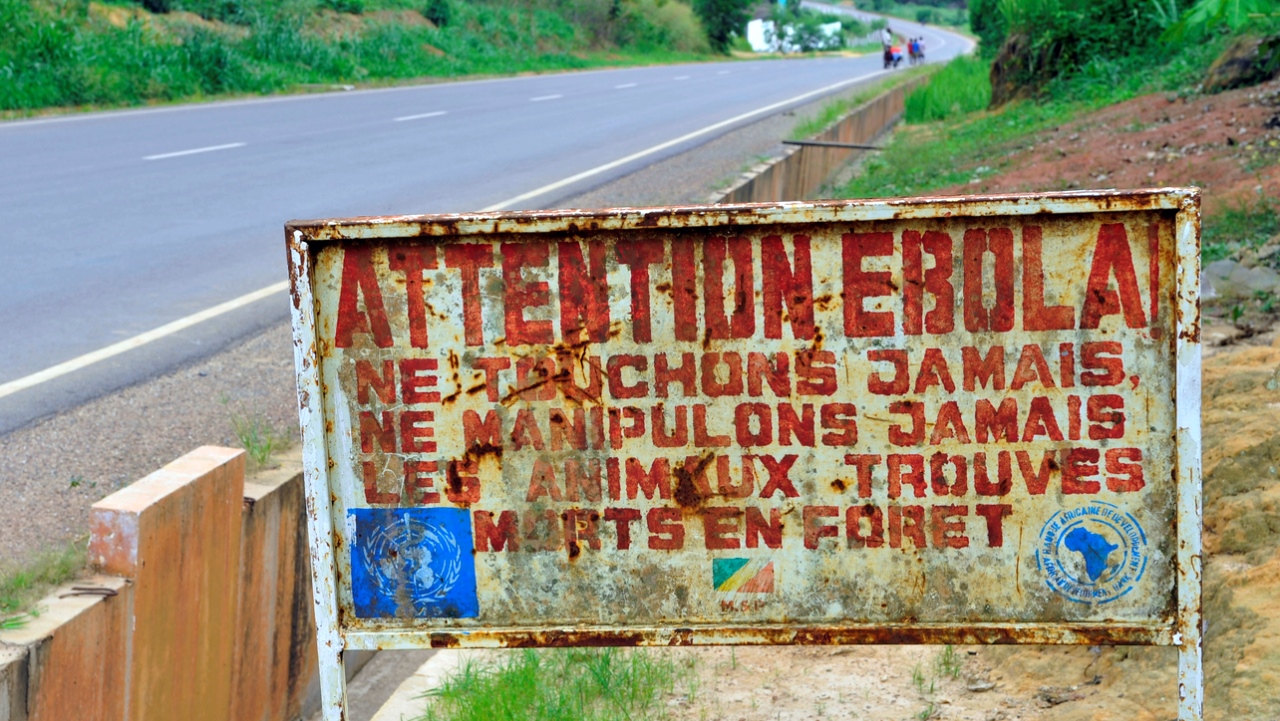 ATTENTION EBOLA!
NE TOUCHONS JAMAIS,
NE MANIPULONS JAMAIS
LES ANIMAUX TROUVES
MORTS EN FORET
M.S.P